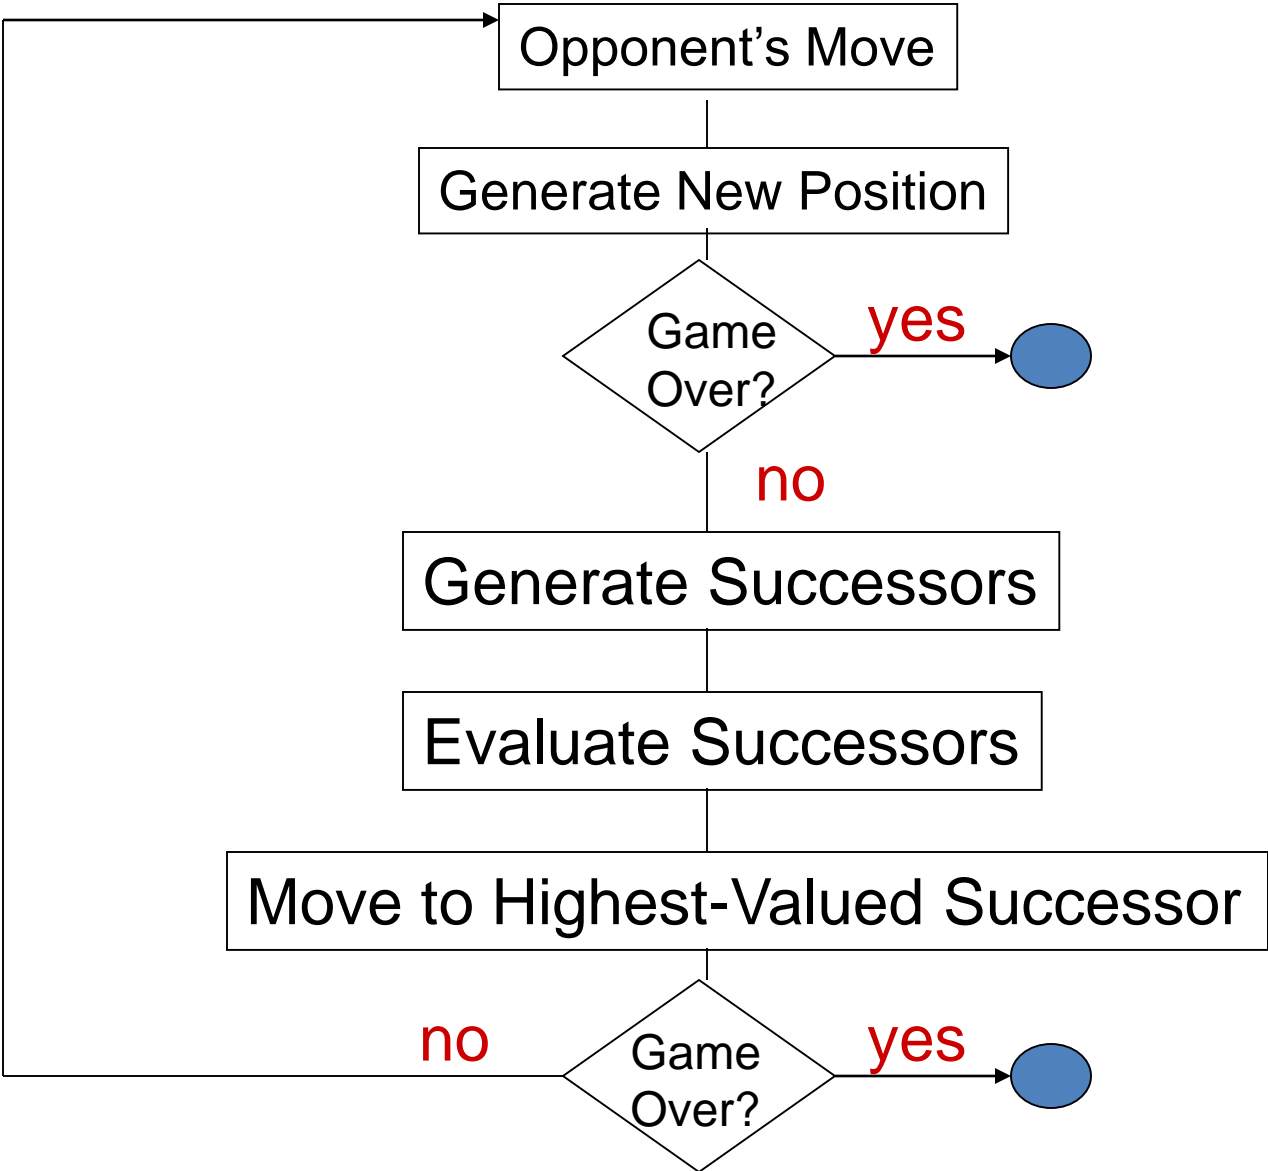 Opponent’s Move
Generate New Position
Game
Over?
yes
no
Generate Successors
Evaluate Successors
Move to Highest-Valued Successor
no
Game
Over?
yes